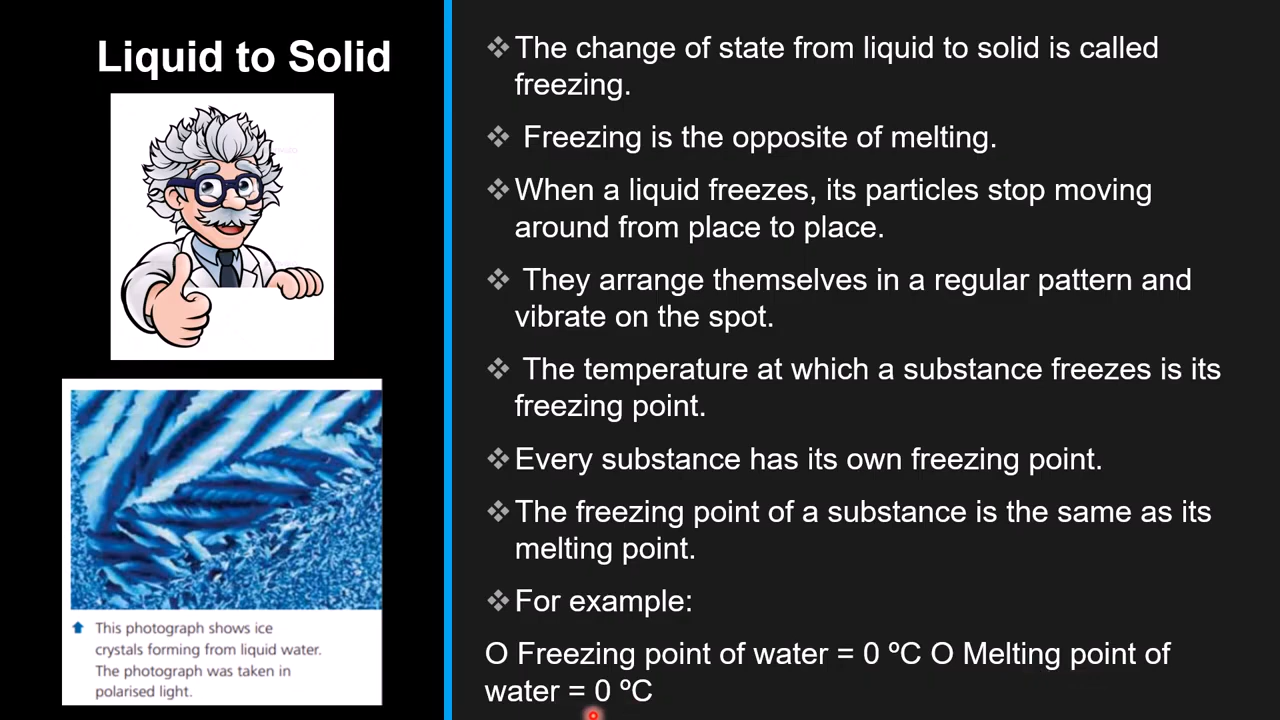 Liquid to Solid
This photograph shows ice
crystals forming from liquid water.
The photograph was taken in
polarised light.
The change of state from liquid to solid is called
freezing.
Freezing is the opposite of melting.
When a liquid freezes, its particles stop moving
around from place to place.
They arrange themselves in a regular pattern and
vibrate on the spot.
The temperature at which a substance freezes is its
freezing point.
Every substance has its own freezing point.
The freezing point of a substance is the same as its
melting point.
For example:
O Freezing point of water = 0 ºC O Melting point of
water = 0 ºC